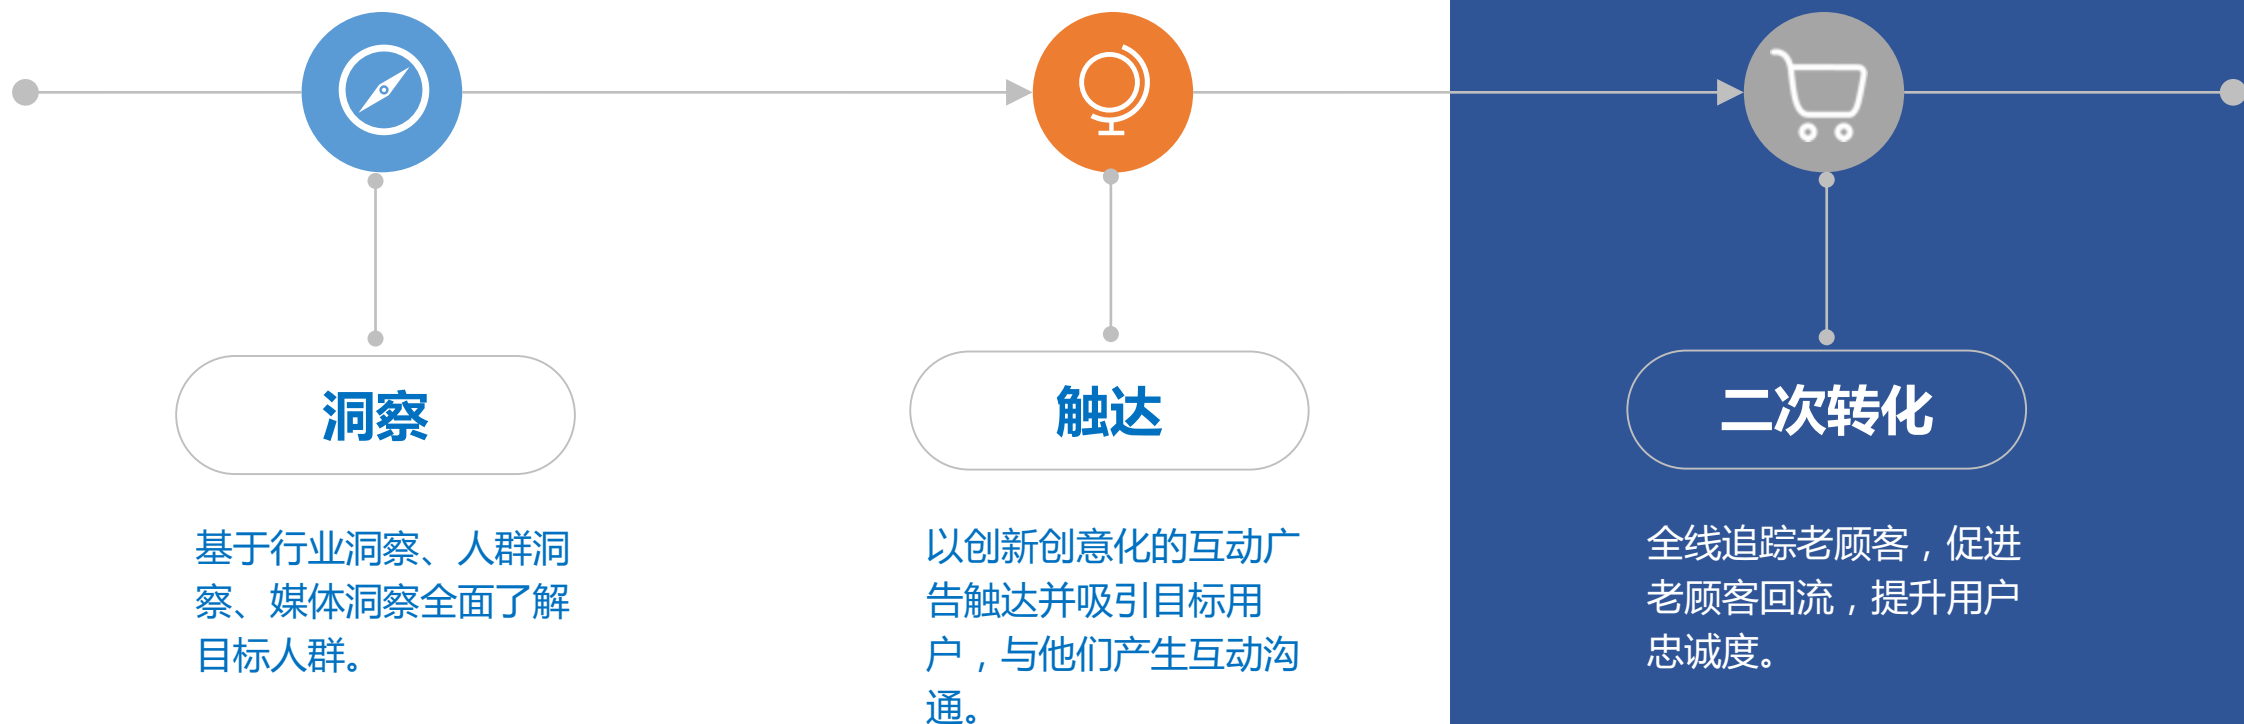 洞察
基于行业洞察、人群洞
察、媒体洞察全面了解
目标人群。
触达
以创新创意化的互动广
告触达并吸引目标用
户，与他们产生互动沟
通。
二次转化
全线追踪老顾客，促进
老顾客回流，提升用户
忠诚度。